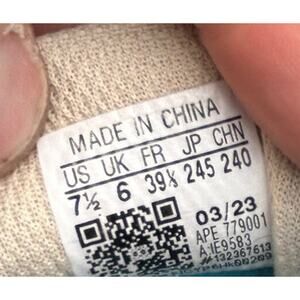 MADE IN CHINA
US UK FR JP CHN
7½ 6 39⅓ 245 240
03/23
APE 779001